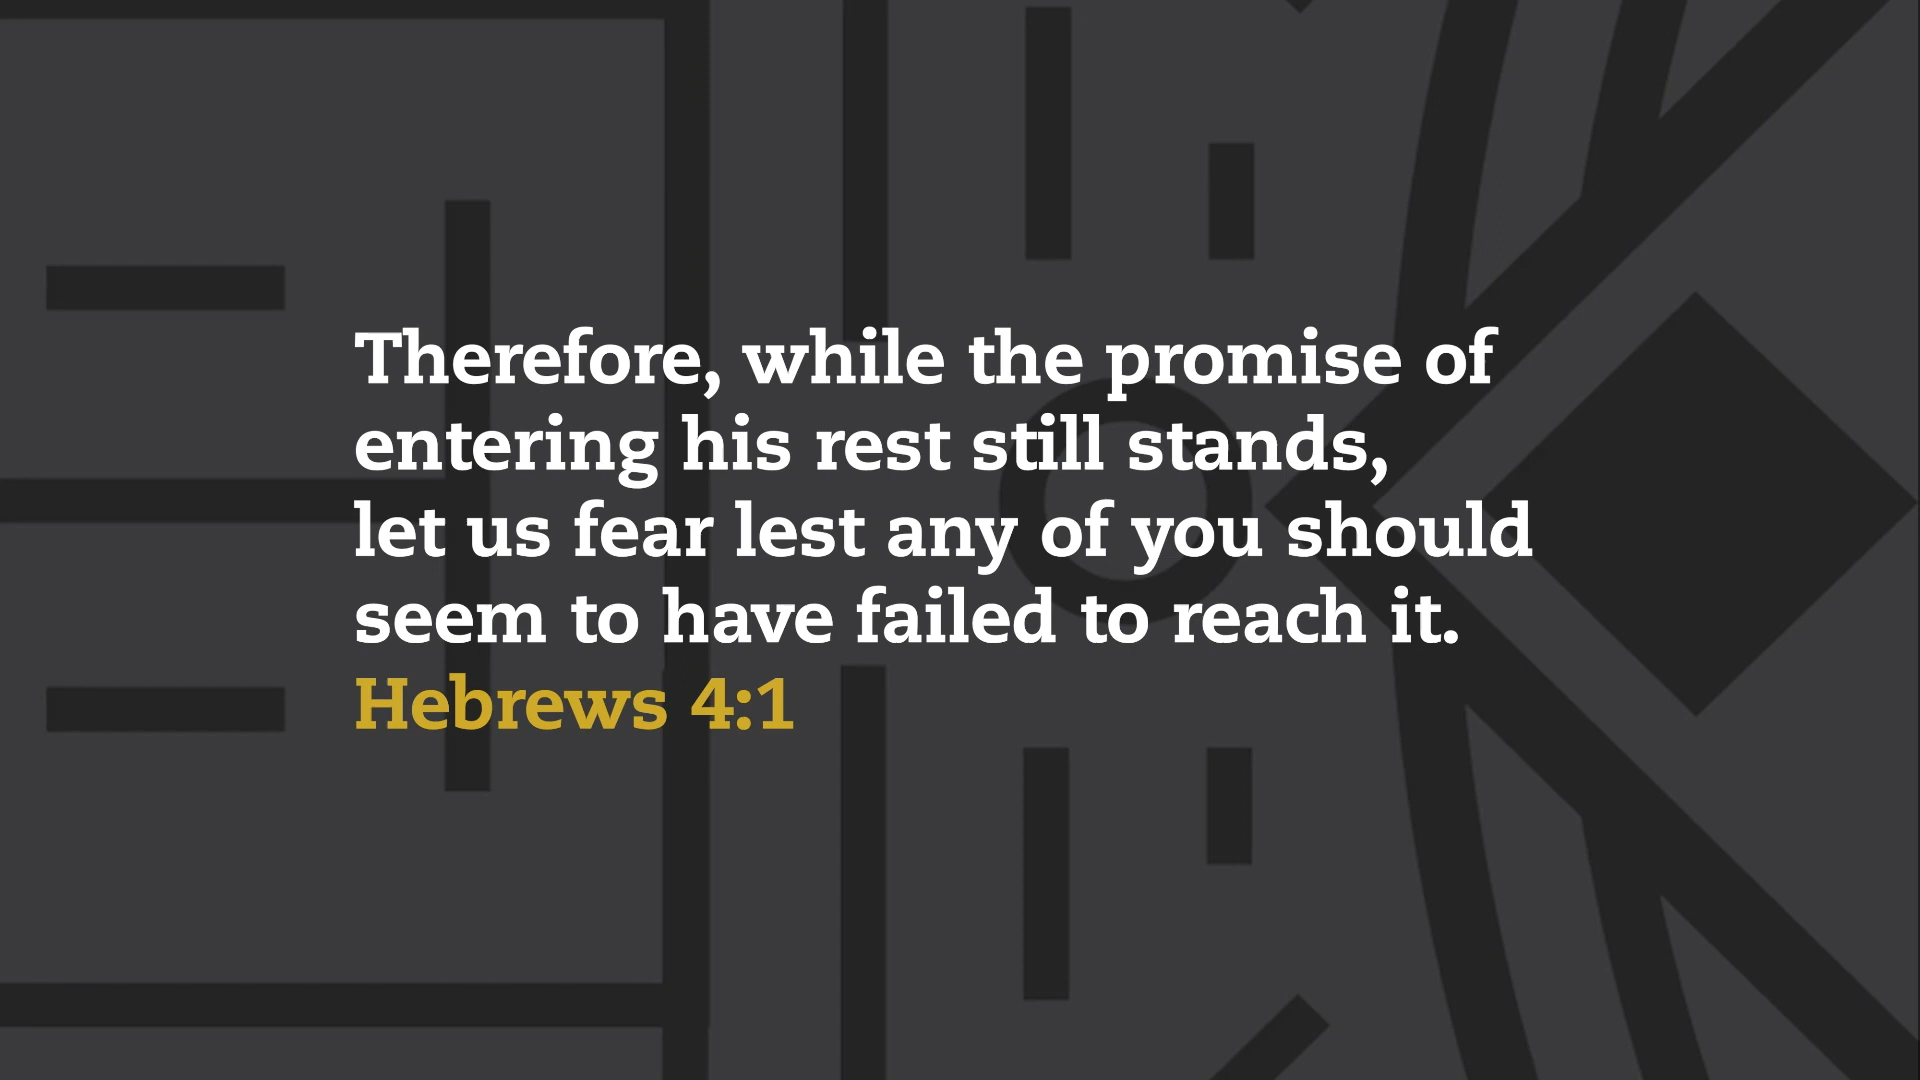 Therefore, while the promise of
entering his rest still stands,
let us fear lest any of you should
seem to have failed to reach it.
Hebrews 4:1